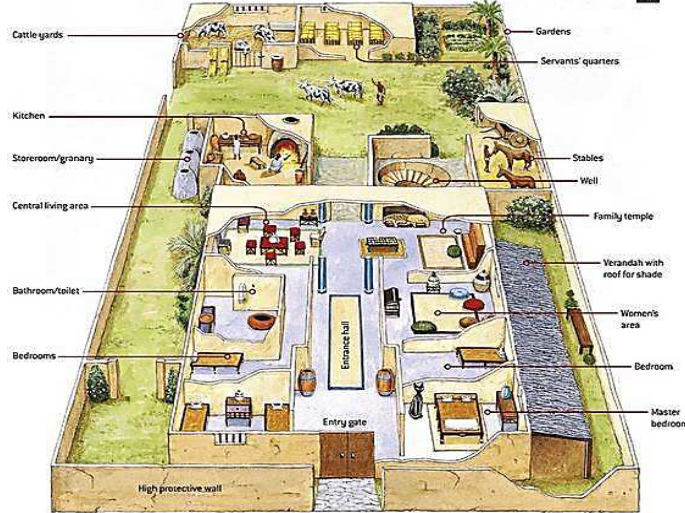 Cattle yards
Gardens
Servants' quarters
Kitchen
Storeroom/granary
Stables
Well
Central living area
Family temple
Verandah with
roof for shade
Bathroom/toilet
Women's
area
Entrance hall
Bedrooms
Bedroom
Master
bedroom
Entry gate
High protective wall